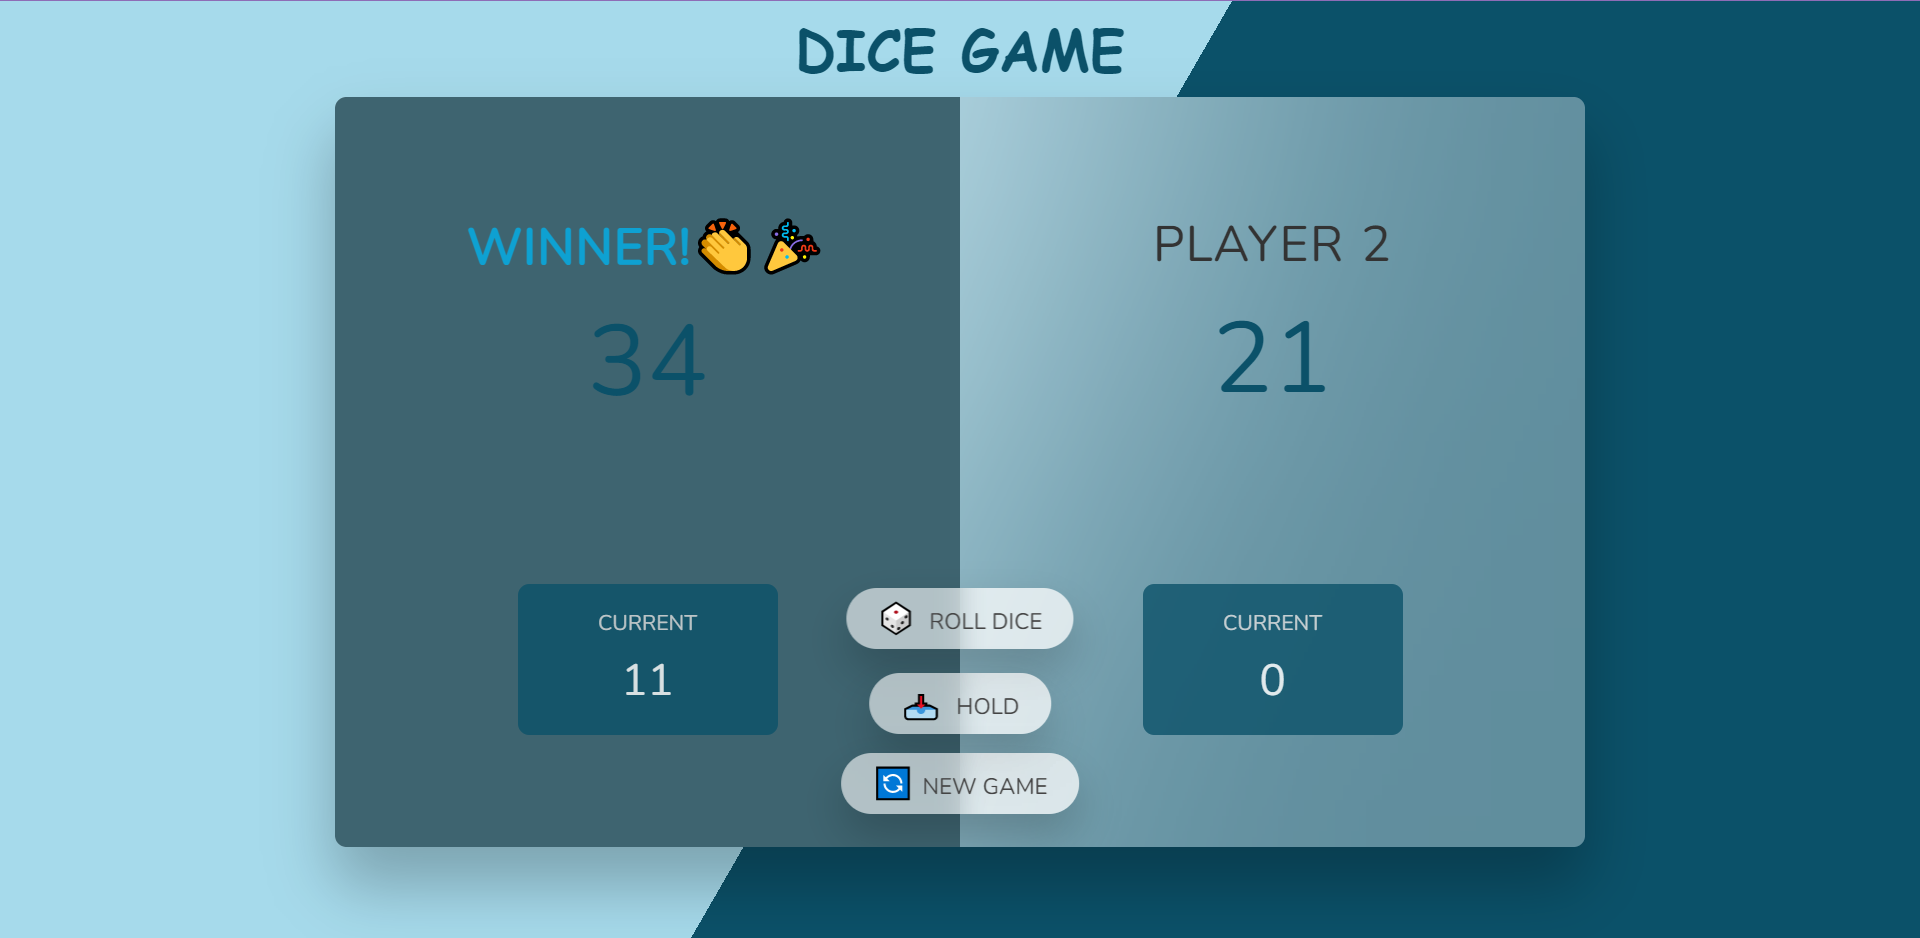 DICE GAME
WINNER!👏 🎉
34
CURRENT
11
PLAYER 2
21
CURRENT
0
🎲 ROLL DICE
📥 HOLD
🔄 NEW GAME